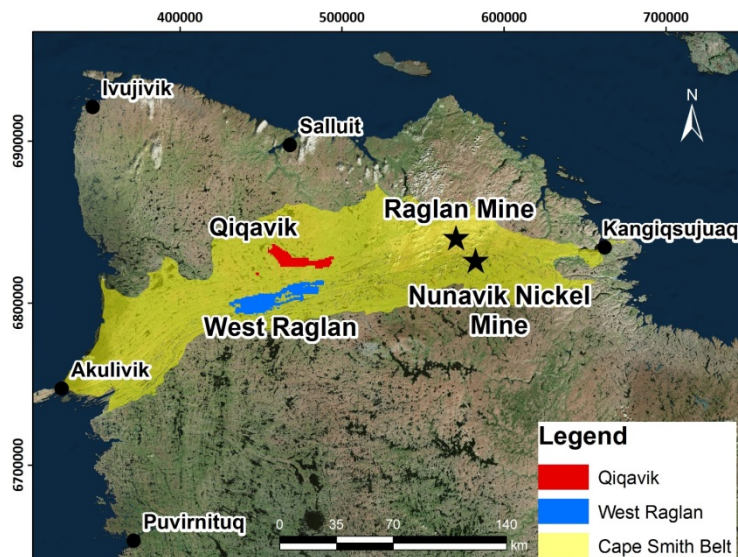 400000 500000 600000 700000
Ivujivik
N
Salluit
6900000
Qiqavik
Raglan Mine
Kangiqsujuaq
6800000
West Raglan
Nunavik Nickel
Mine
Akulivik
Legend
Qiqavik
6700000
West Raglan
Puvirnituq
0 35 70 140
km
Cape Smith Belt